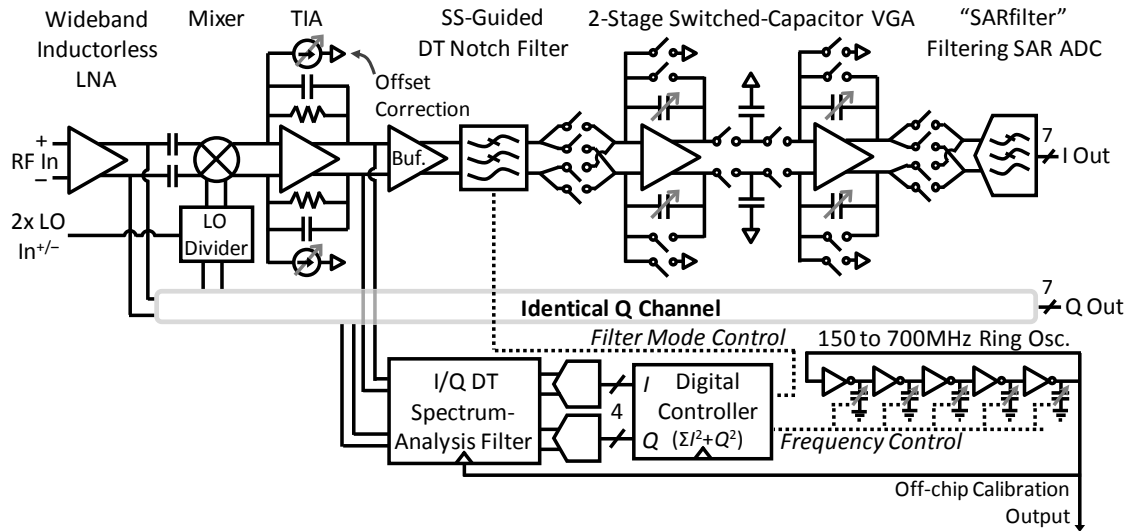 Wideband
Inductorless
LNA
Mixer
TIA
SS-Guided
DT Notch Filter
2-Stage Switched-Capacitor VGA
“SARfilter”
Filtering SAR ADC
Offset
Correction
+
RF In
−
Buf.
7
I Out
2x LO
In+/−
LO
Divider
Identical Q Channel
7
Q Out
Filter Mode Control
150 to 700MHz Ring Osc.
I/Q DT
Spectrum-
Analysis Filter
4
I
Q
Digital
Controller
(ΣI²+Q²)
Frequency Control
Off-chip Calibration
Output